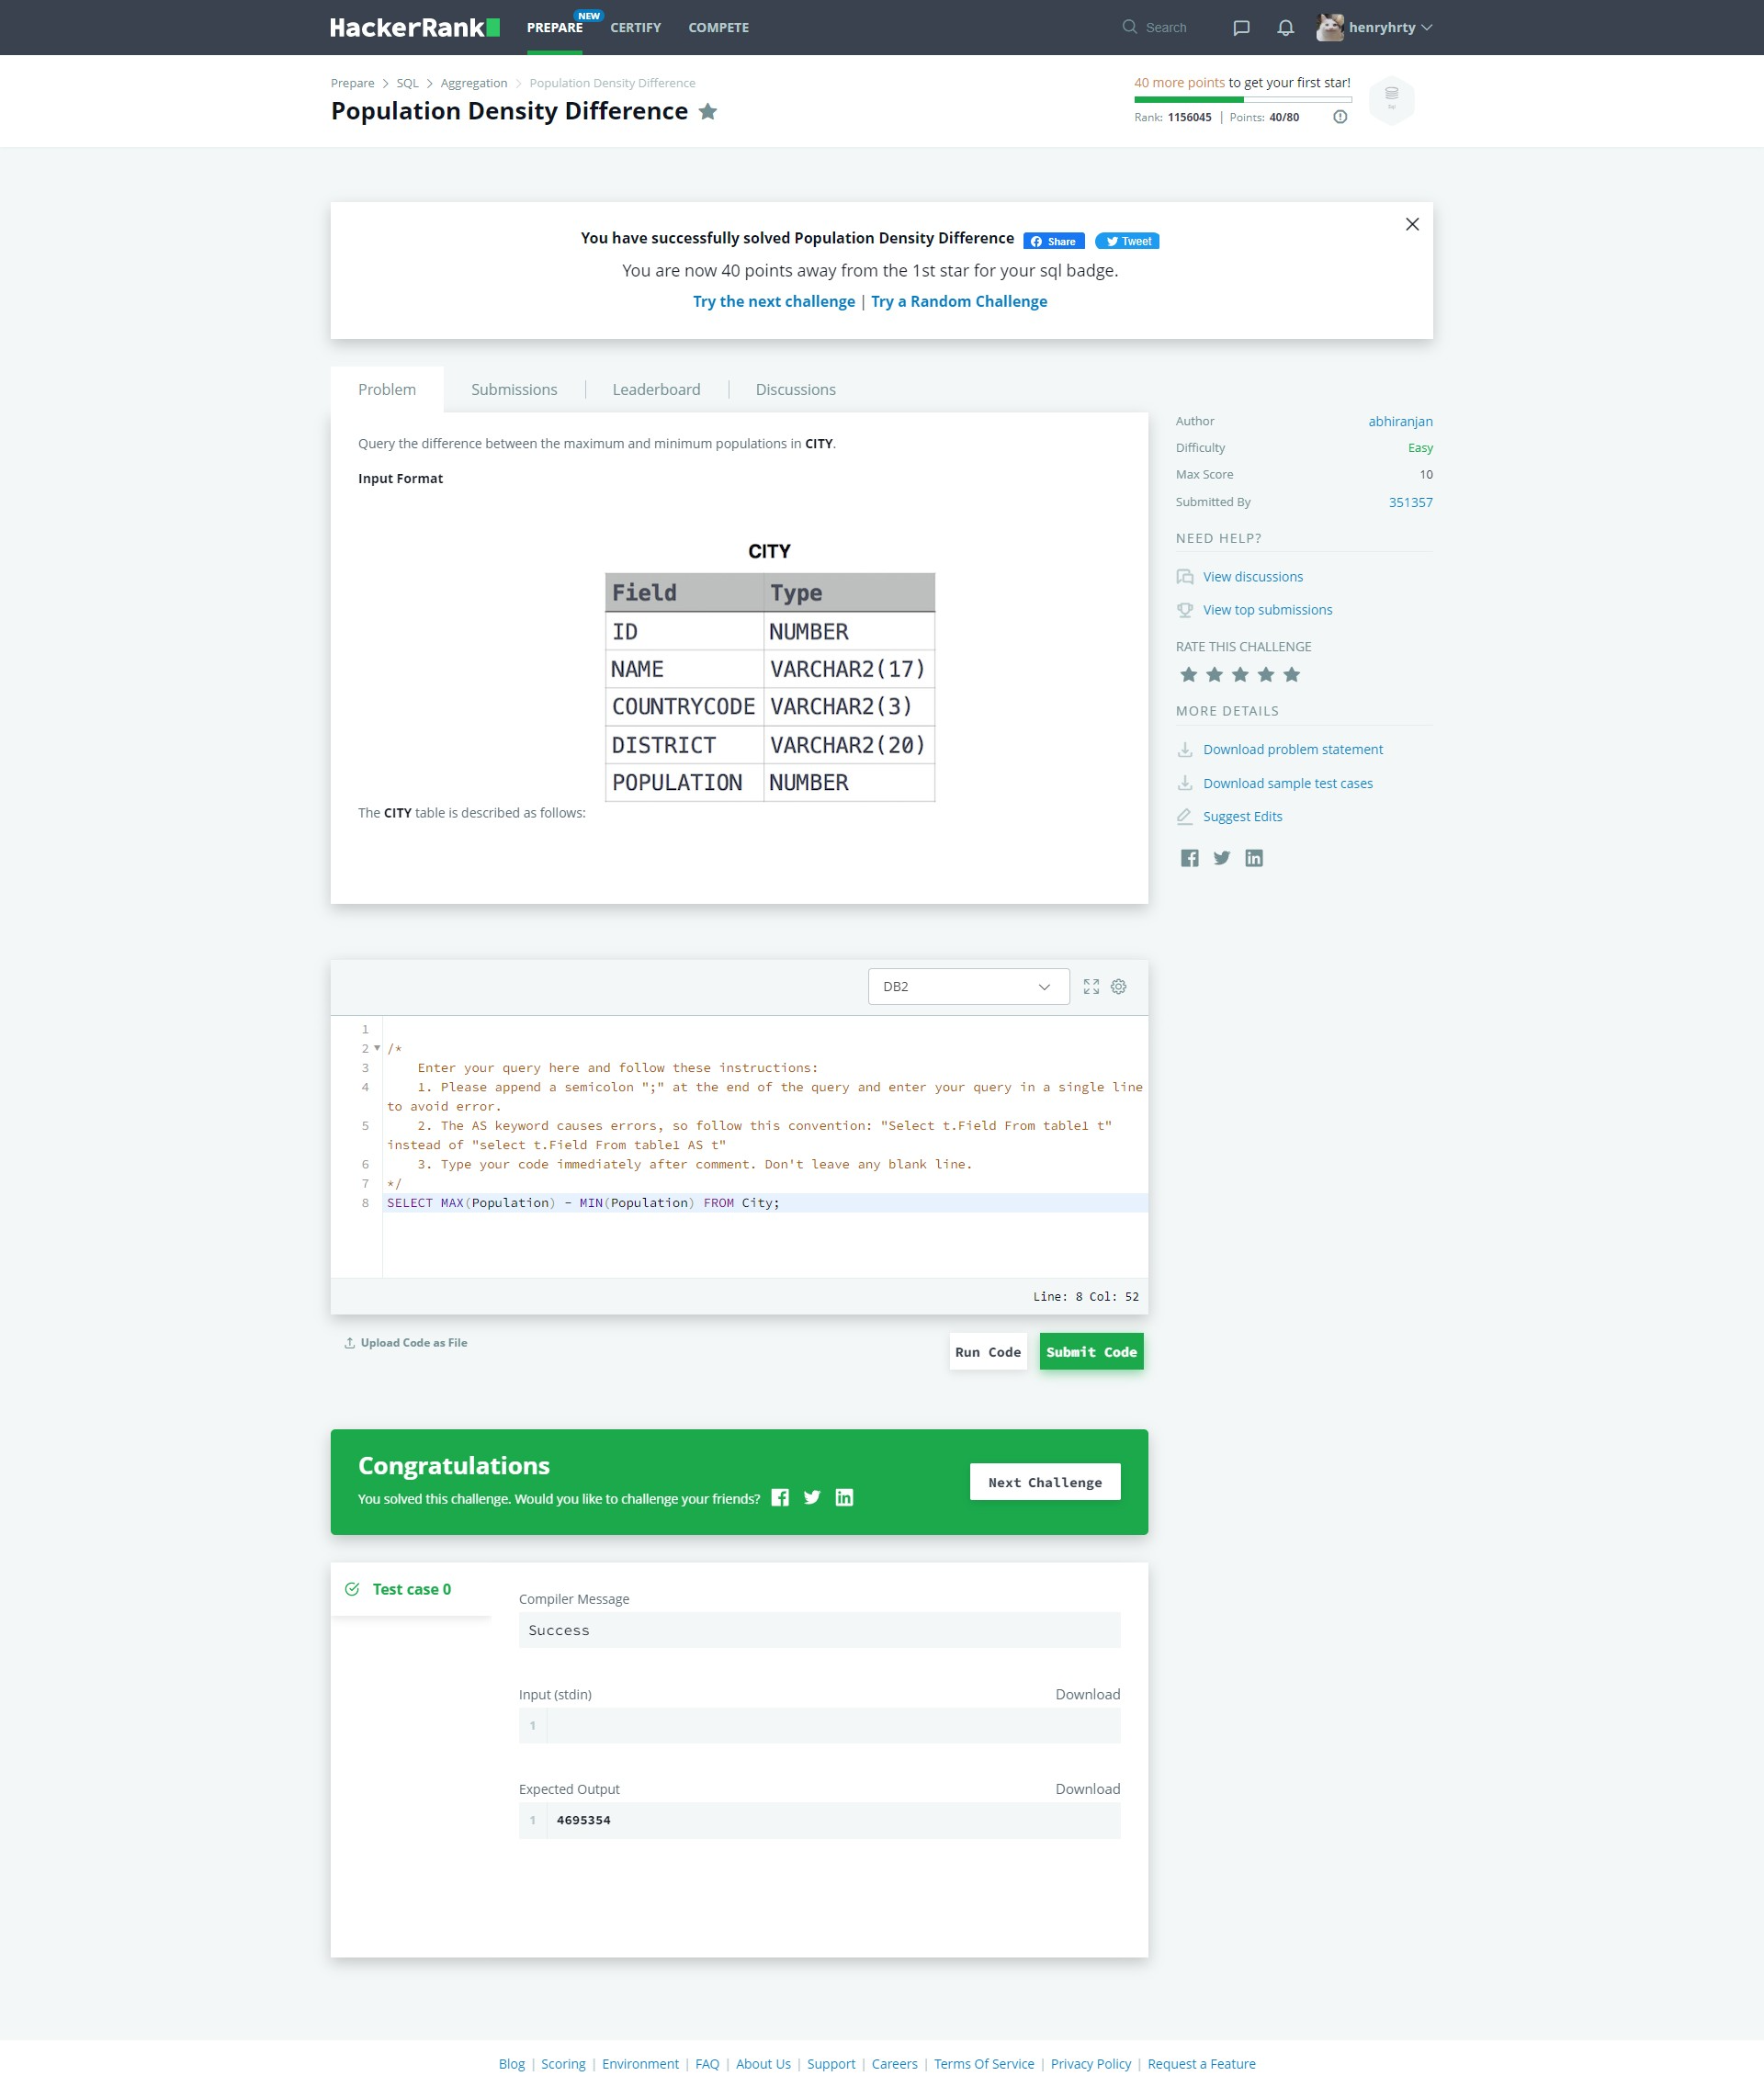 HackerRank
PREPARE NEW CERTIFY COMPETE Search henryhrty
Prepare > SQL > Aggregation > Population Density Difference
Population Density Difference
40 more points to get your first star!
Rank: 1156045 | Points: 40/80
You have successfully solved Population Density Difference Share Tweet
You are now 40 points away from the 1st star for your sql badge.
Try the next challenge | Try a Random Challenge
Problem Submissions Leaderboard Discussions
Query the difference between the maximum and minimum populations in CITY.
Input Format
CITY
Field Type
ID NUMBER
NAME VARCHAR2(17)
COUNTRYCODE VARCHAR2(3)
DISTRICT VARCHAR2(20)
POPULATION NUMBER
The CITY table is described as follows:
Author abhiranjan
Difficulty Easy
Max Score 10
Submitted By 351357
NEED HELP?
View discussions
View top submissions
RATE THIS CHALLENGE
MORE DETAILS
Download problem statement
Download sample test cases
Suggest Edits
DB2
1
2 /*
3 Enter your query here and follow these instructions:
4 1. Please append a semicolon ";" at the end of the query and enter your query in a single line
to avoid error.
5 2. The AS keyword causes errors, so follow this convention: "Select t.Field From table1 t"
instead of "select t.Field From table1 AS t"
6 3. Type your code immediately after comment. Don't leave any blank line.
7 */
8 SELECT MAX(Population) - MIN(Population) FROM City;
Line: 8 Col: 52
Upload Code as File
Run Code Submit Code
Congratulations
You solved this challenge. Would you like to challenge your friends?
Next Challenge
Test case 0
Compiler Message
Success
Input (stdin) Download
1
Expected Output Download
1 4695354
Blog | Scoring | Environment | FAQ | About Us | Support | Careers | Terms Of Service | Privacy Policy | Request a Feature